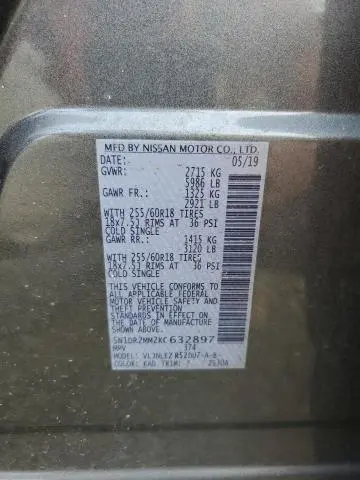 MFD BY NISSAN MOTOR CO., LTD.
DATE: 05/19
GVWR: 2715 KG
5986 LB
GAWR FR.: 1325 KG
2921 LB
WITH 255/60R18 TIRES
18x7.5J RIMS AT 36 PSI
COLD SINGLE
GAWR RR.: 1415 KG
3120 LB
WITH 255/60R18 TIRES
18x7.5J RIMS AT 36 PSI
COLD SINGLE
THIS VEHICLE CONFORMS TO
ALL APPLICABLE FEDERAL
MOTOR VEHICLE SAFETY
AND THEFT PREVENTION
STANDARDS IN EFFECT ON
THE DATE OF MANUFACTURE
SHOWN ABOVE.
5N1DR2MM2KC632897
MPV 374
MODEL: VLJNLEZ R52DUZ-A-B-
COLOR: KAD TRIM: